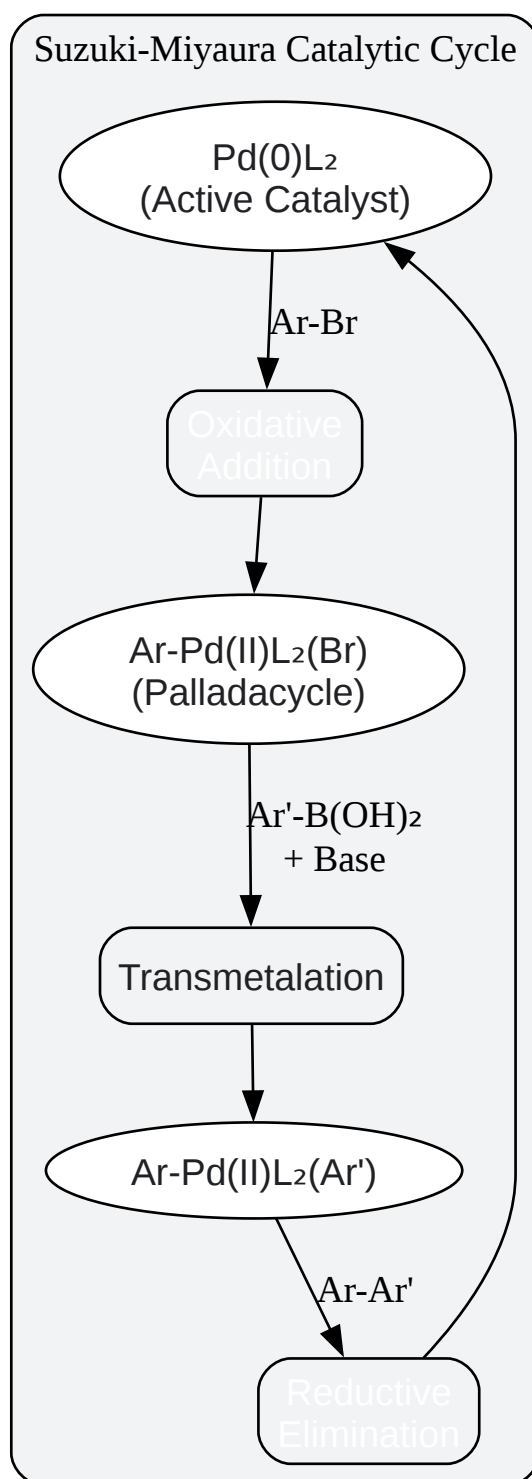 Suzuki-Miyaura Catalytic Cycle
Pd(0)L₂
(Active Catalyst)
Ar-Br
Oxidative
Addition
Ar-Pd(II)L₂(Br)
(Palladacycle)
Ar'-B(OH)₂
+ Base
Transmetalation
Ar-Pd(II)L₂(Ar')
Ar-Ar'
Reductive
Elimination